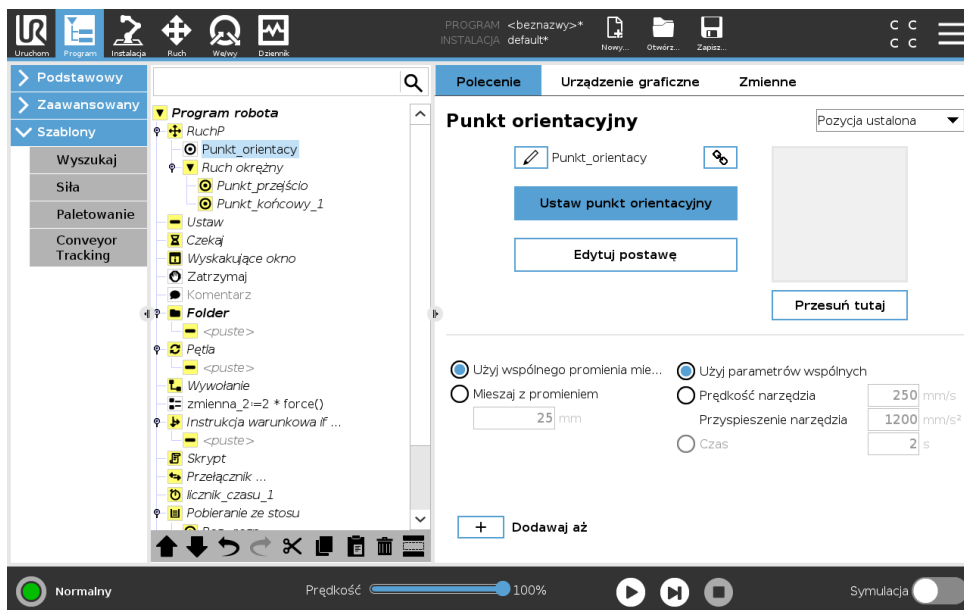 PROGRAM <beznazwy>*
INSTALACJA default*
Uruchom Program Instalacja Ruch We/wy Dziennik
Nowy... Otwórz... Zapisz...
C C
C C
Podstawowy
Zaawansowany
Szablony
Wyszukaj
Siła
Paletowanie
Conveyor
Tracking
Program robota
RuchP
Punkt_orientacy
Ruch okrężny
Punkt_przejścio
Punkt_końcowy_1
Ustaw
Czekaj
Wyskakujące okno
Zatrzymaj
Komentarz
Folder
<puste>
Pętla
<puste>
Wywołanie
zmienna_2≔2 * force()
Instrukcja warunkowa If ...
<puste>
Skrypt
Przełącznik ...
licznik_czasu_1
Pobieranie ze stosu
Polecenie Urządzenie graficzne Zmienne
Punkt orientacyjny
Pozycja ustalona
Punkt_orientacy
Ustaw punkt orientacyjny
Edytuj postawę
Przesuń tutaj
Użyj wspólnego promienia mie...
Mieszaj z promieniem
25 mm
Użyj parametrów wspólnych
Prędkość narzędzia 250 mm/s
Przyspieszenie narzędzia 1200 mm/s²
Czas 2 s
+ Dodawaj aż
Normalny
Prędkość 100%
Symulacja